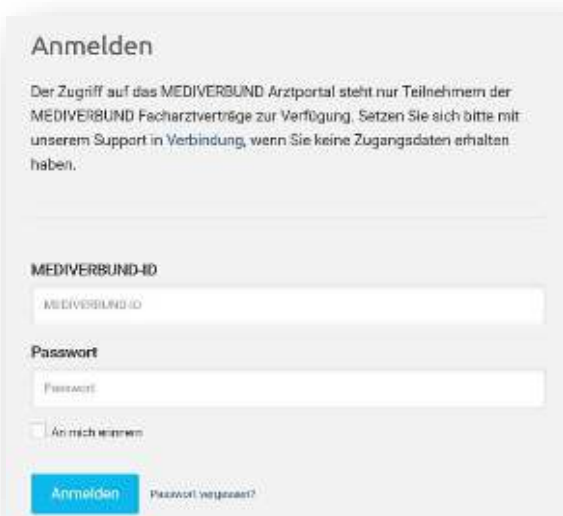 Anmelden
Der Zugriff auf das MEDIVERBUND Arztportal steht nur Teilnehmern der
MEDIVERBUND Facharztverträge zur Verfügung. Setzen Sie sich bitte mit
unserem Support in Verbindung, wenn Sie keine Zugangsdaten erhalten
haben.
MEDIVERBUND-ID
MEDIVERBUND-ID
Passwort
Passwort
An mich erinnern
Anmelden Passwort vergessen?